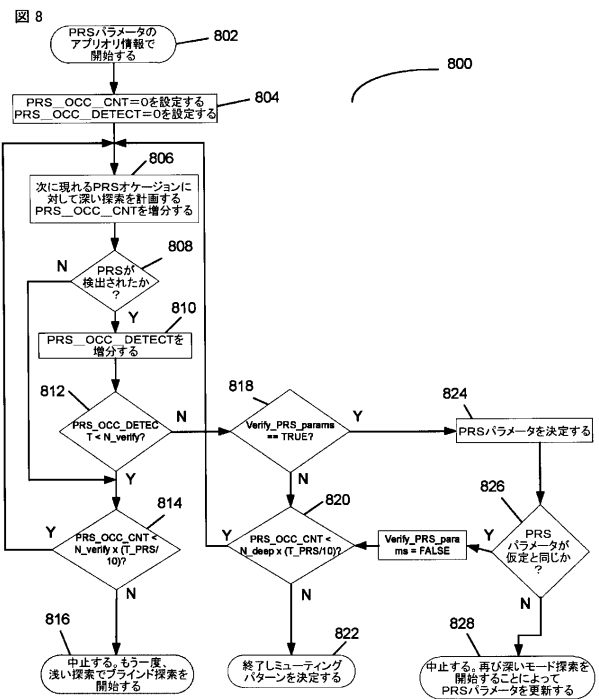 図 8
PRSパラメータの
アプリオリ情報で
開始する
802
800
PRS__OCC__CNT=0を設定する
PRS__OCC__DETECT=0を設定する
804
806
次に現れるPRSオケージョンに
対して深い探索を計画する
PRS__OCC__CNTを増分する
808
N
PRSが
検出されたか
?
Y
810
PRS__OCC__DETECTを
増分する
812
PRS_OCC_DETEC
T < N_verify?
N
Y
818
Verify_PRS_params
== TRUE?
Y
N
824
PRSパラメータを決定する
826
PRS
パラメータが
仮定と同じか
?
Y
N
Verify_PRS_para
ms = FALSE
820
PRS_OCC_CNT <
N_deep x (T_PRS/10)?
Y
N
814
PRS_OCC_CNT <
N_verify x (T_PRS/
10)?
Y
N
816
中止する。もう一度、
浅い探索でブラインド探索を
開始する
822
終了しミューティング
パターンを決定する
828
中止する。再び深いモード探索を
開始することによって
PRSパラメータを更新する